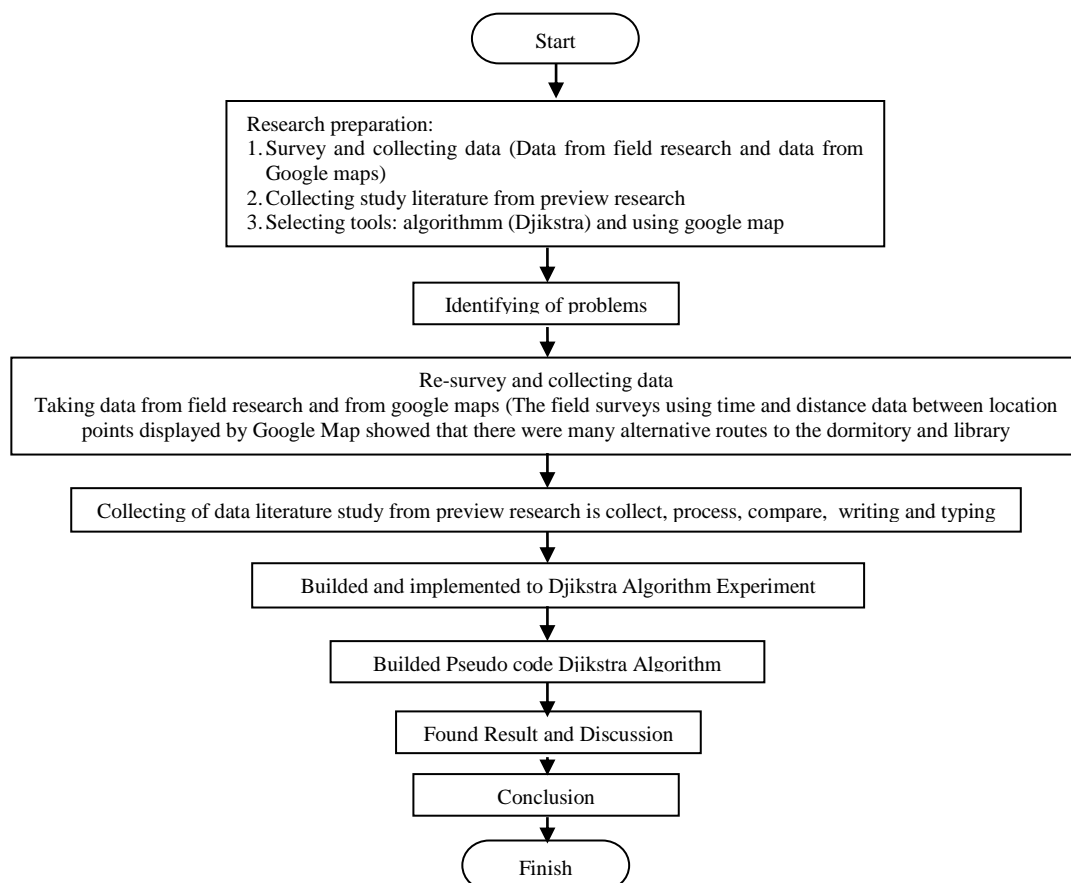 Start
Research preparation:
1. Survey and collecting data (Data from field research and data from
Google maps)
2. Collecting study literature from preview research
3. Selecting tools: algorithmm (Djikstra) and using google map
Identifying of problems
Re-survey and collecting data
Taking data from field research and from google maps (The field surveys using time and distance data between location
points displayed by Google Map showed that there were many alternative routes to the dormitory and library
Collecting of data literature study from preview research is collect, process, compare, writing and typing
Builded and implemented to Djikstra Algorithm Experiment
Builded Pseudo code Djikstra Algorithm
Found Result and Discussion
Conclusion
Finish